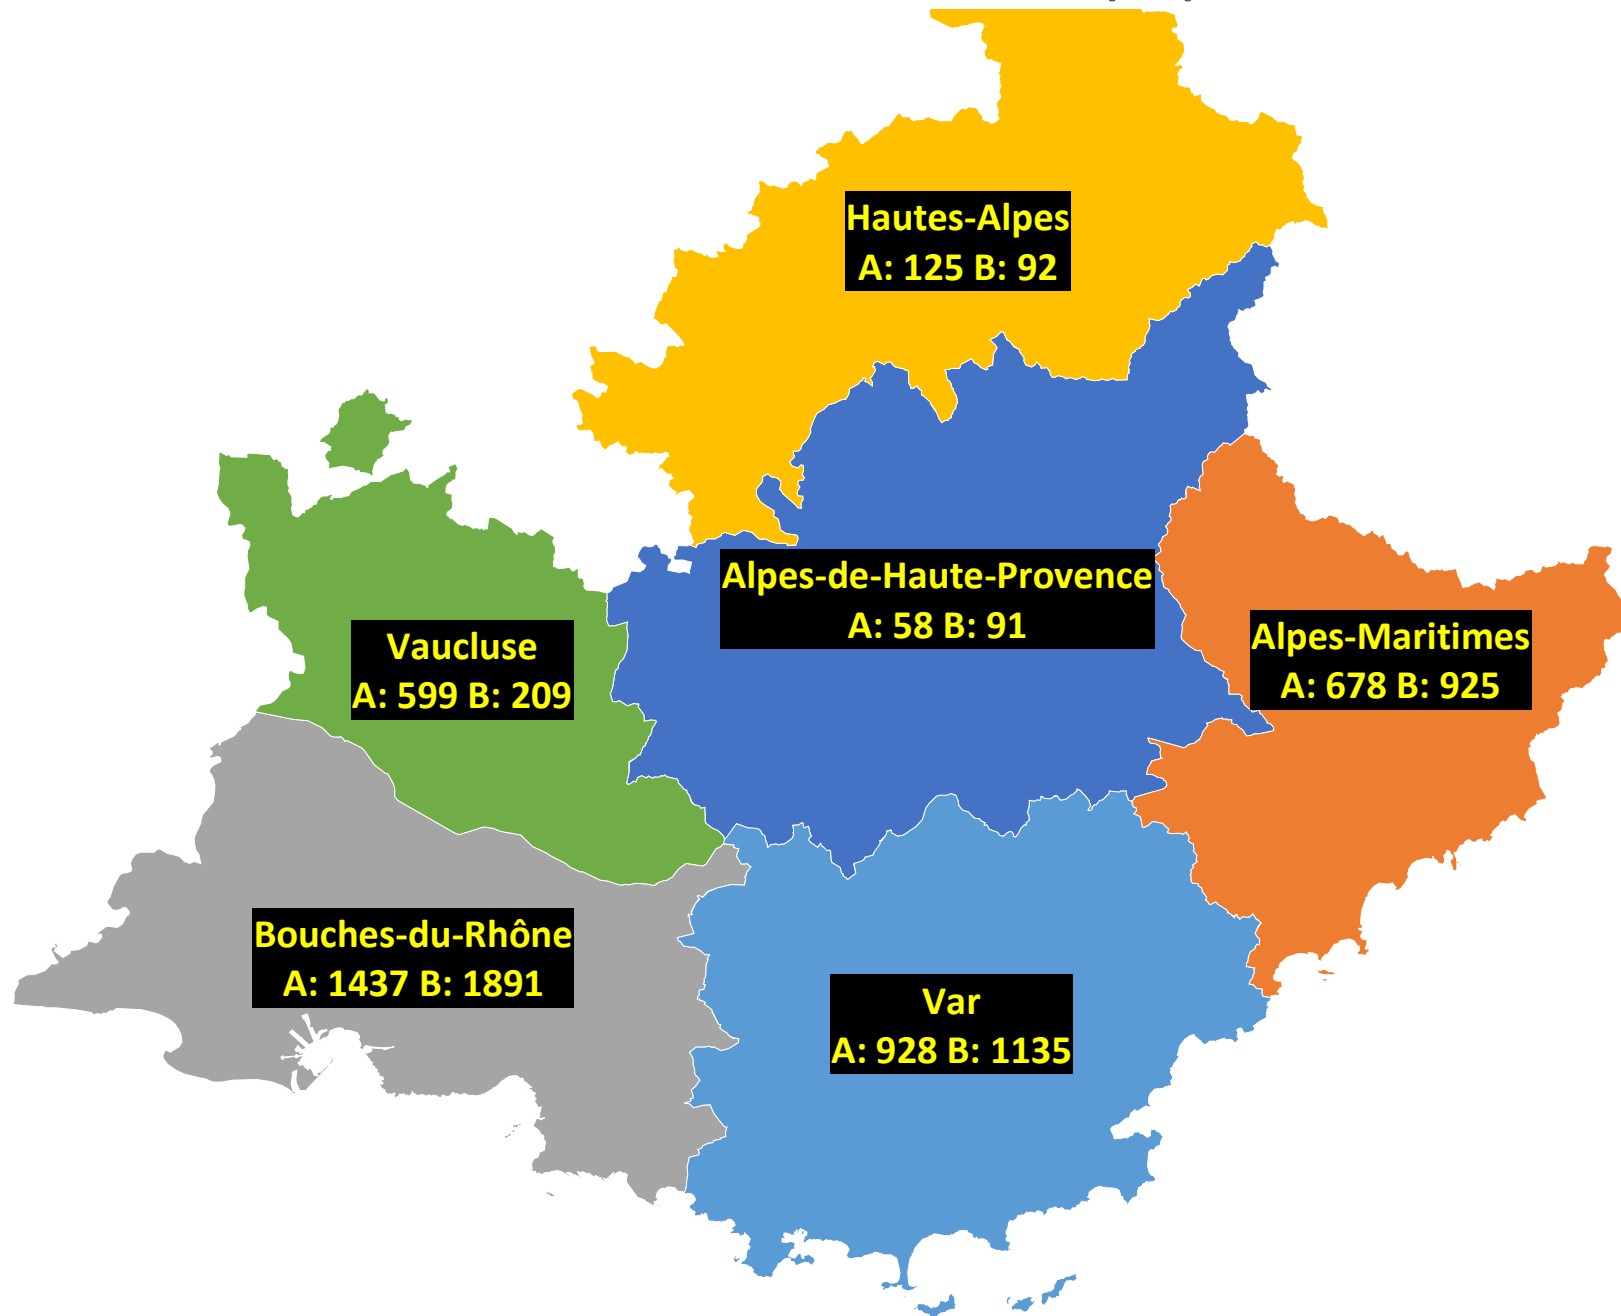 Hautes-Alpes
A: 125 B: 92
Alpes-de-Haute-Provence
A: 58 B: 91
Vaucluse
A: 599 B: 209
Alpes-Maritimes
A: 678 B: 925
Bouches-du-Rhône
A: 1437 B: 1891
Var
A: 928 B: 1135